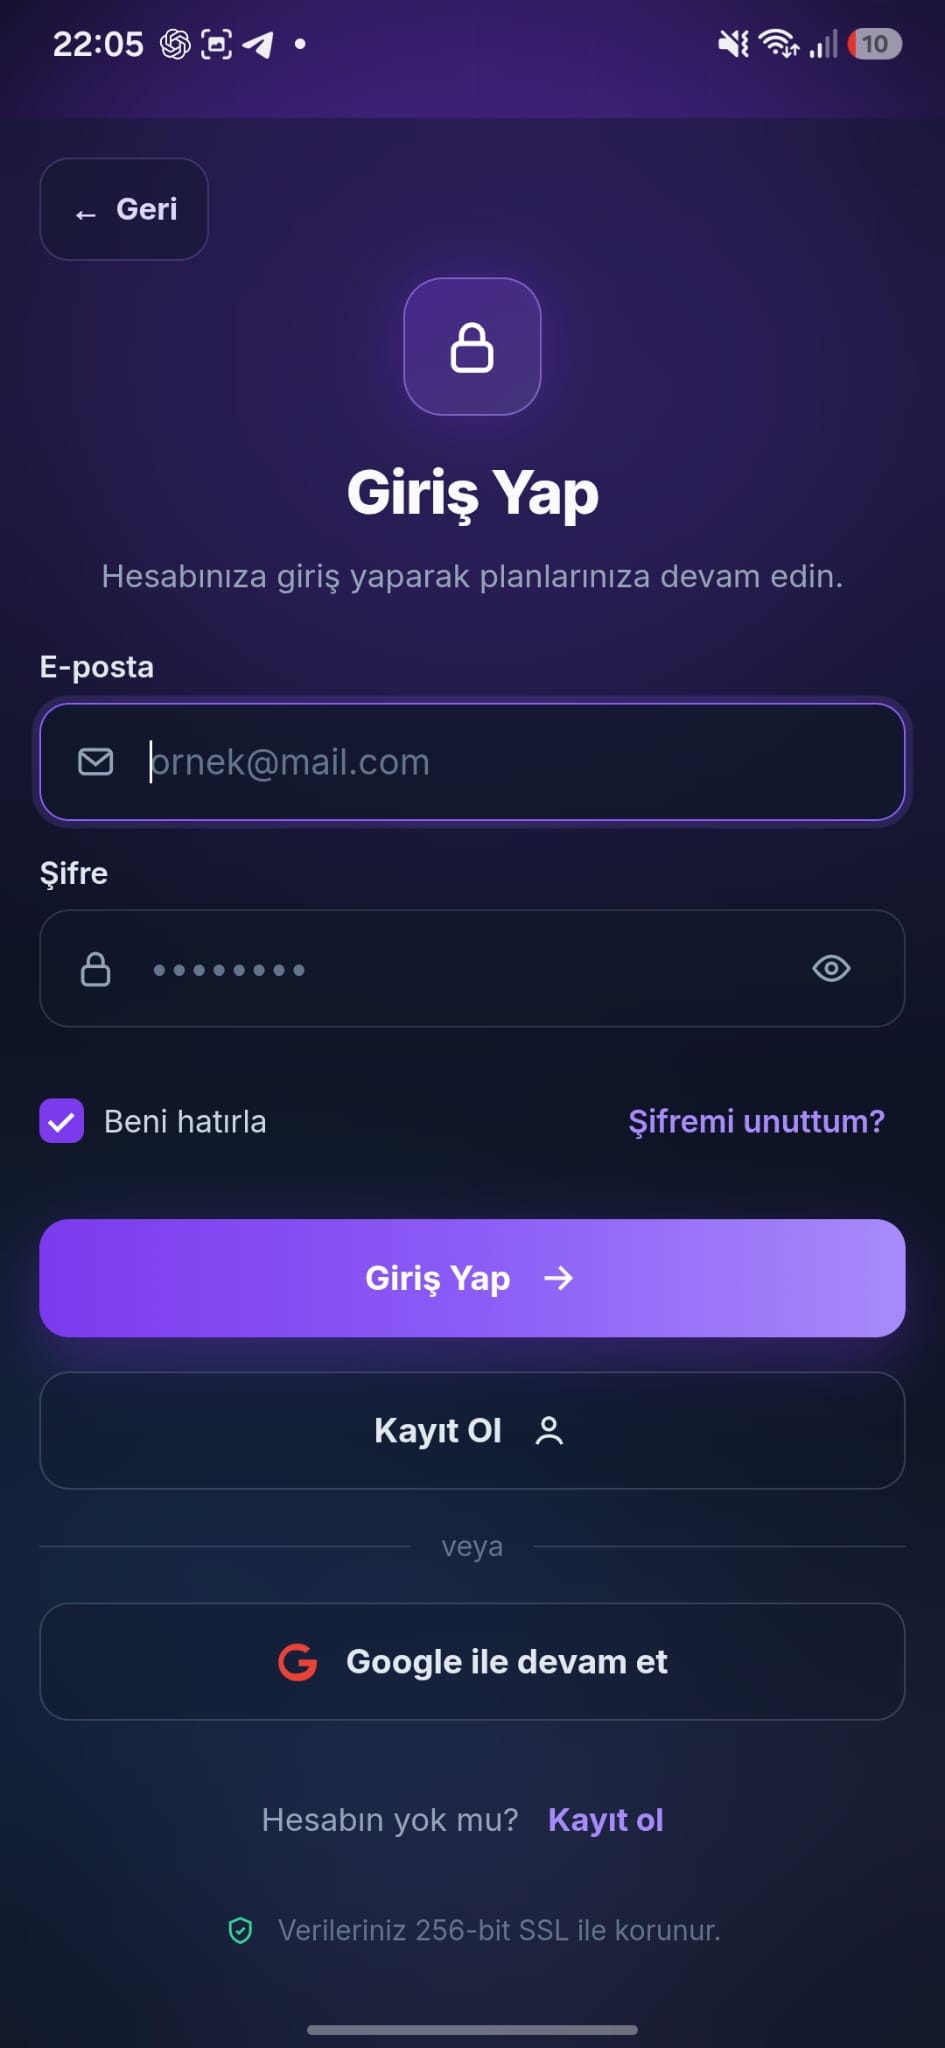 22:05
10
← Geri
Giriş Yap
Hesabınıza giriş yaparak planlarınıza devam edin.
E-posta
ornek@mail.com
Şifre
••••••••
Beni hatırla Şifremi unuttum?
Giriş Yap →
Kayıt Ol
veya
G Google ile devam et
Hesabın yok mu? Kayıt ol
Verileriniz 256-bit SSL ile korunur.